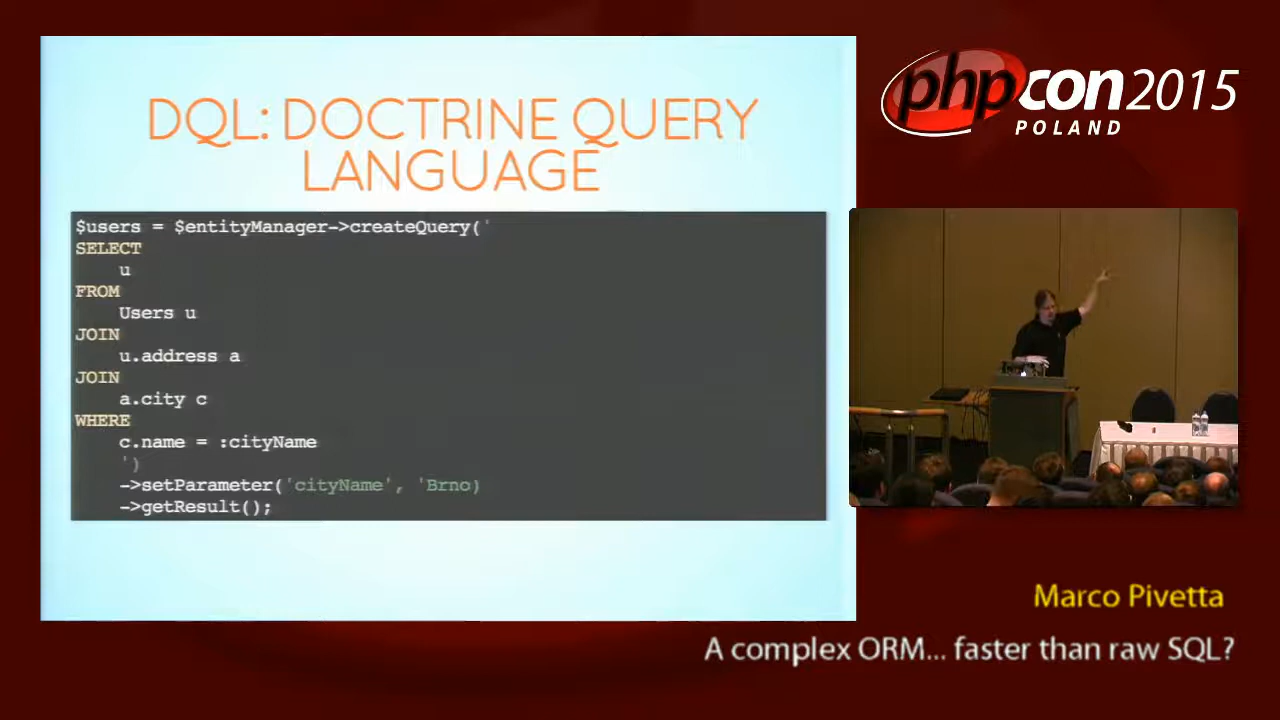 DQL: DOCTRINE QUERY
LANGUAGE
$users = $entityManager->createQuery('
SELECT
u
FROM
Users u
JOIN
u.address a
JOIN
a.city c
WHERE
c.name = :cityName
')
->setParameter('cityName', 'Brno)
->getResult();
phpcon2015
POLAND
Marco Pivetta
A complex ORM... faster than raw SQL?